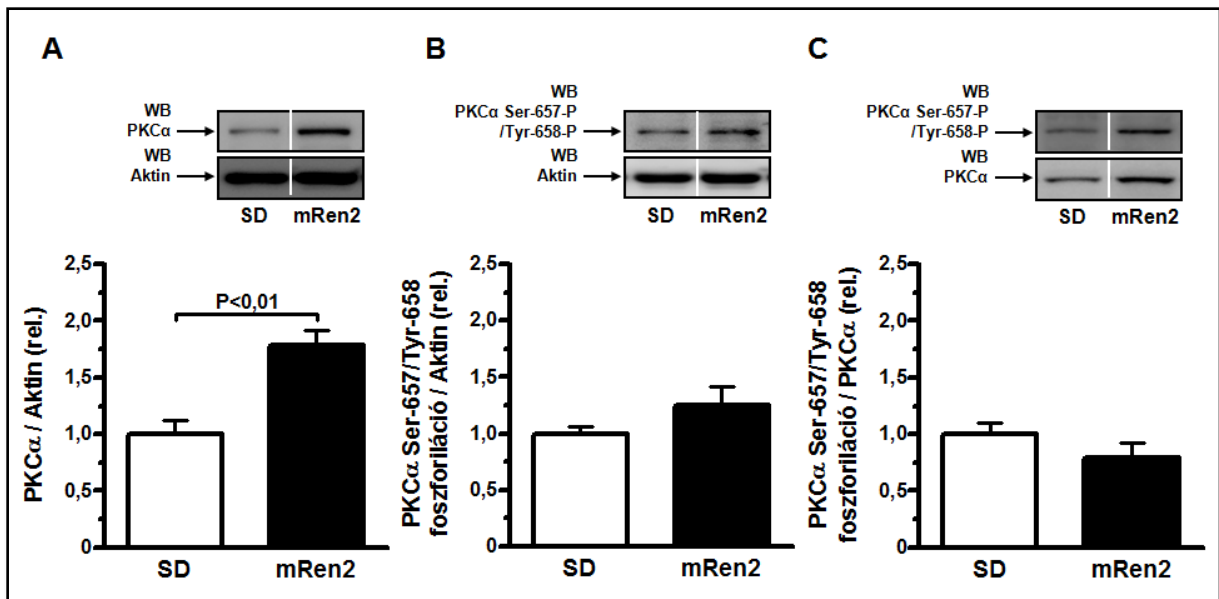 A
WB
PKCα
WB
Aktin
SD mRen2
PKCα / Aktin (rel.)
2,5
2,0
1,5
1,0
0,5
0
P<0,01
SD mRen2
B
WB
PKCα Ser-657-P
/Tyr-658-P
WB
Aktin
SD mRen2
PKCα Ser-657/Tyr-658
foszforiláció / Aktin (rel.)
2,5
2,0
1,5
1,0
0,5
0
SD mRen2
C
WB
PKCα Ser-657-P
/Tyr-658-P
WB
PKCα
SD mRen2
PKCα Ser-657/Tyr-658
foszforiláció / PKCα (rel.)
2,5
2,0
1,5
1,0
0,5
0
SD mRen2